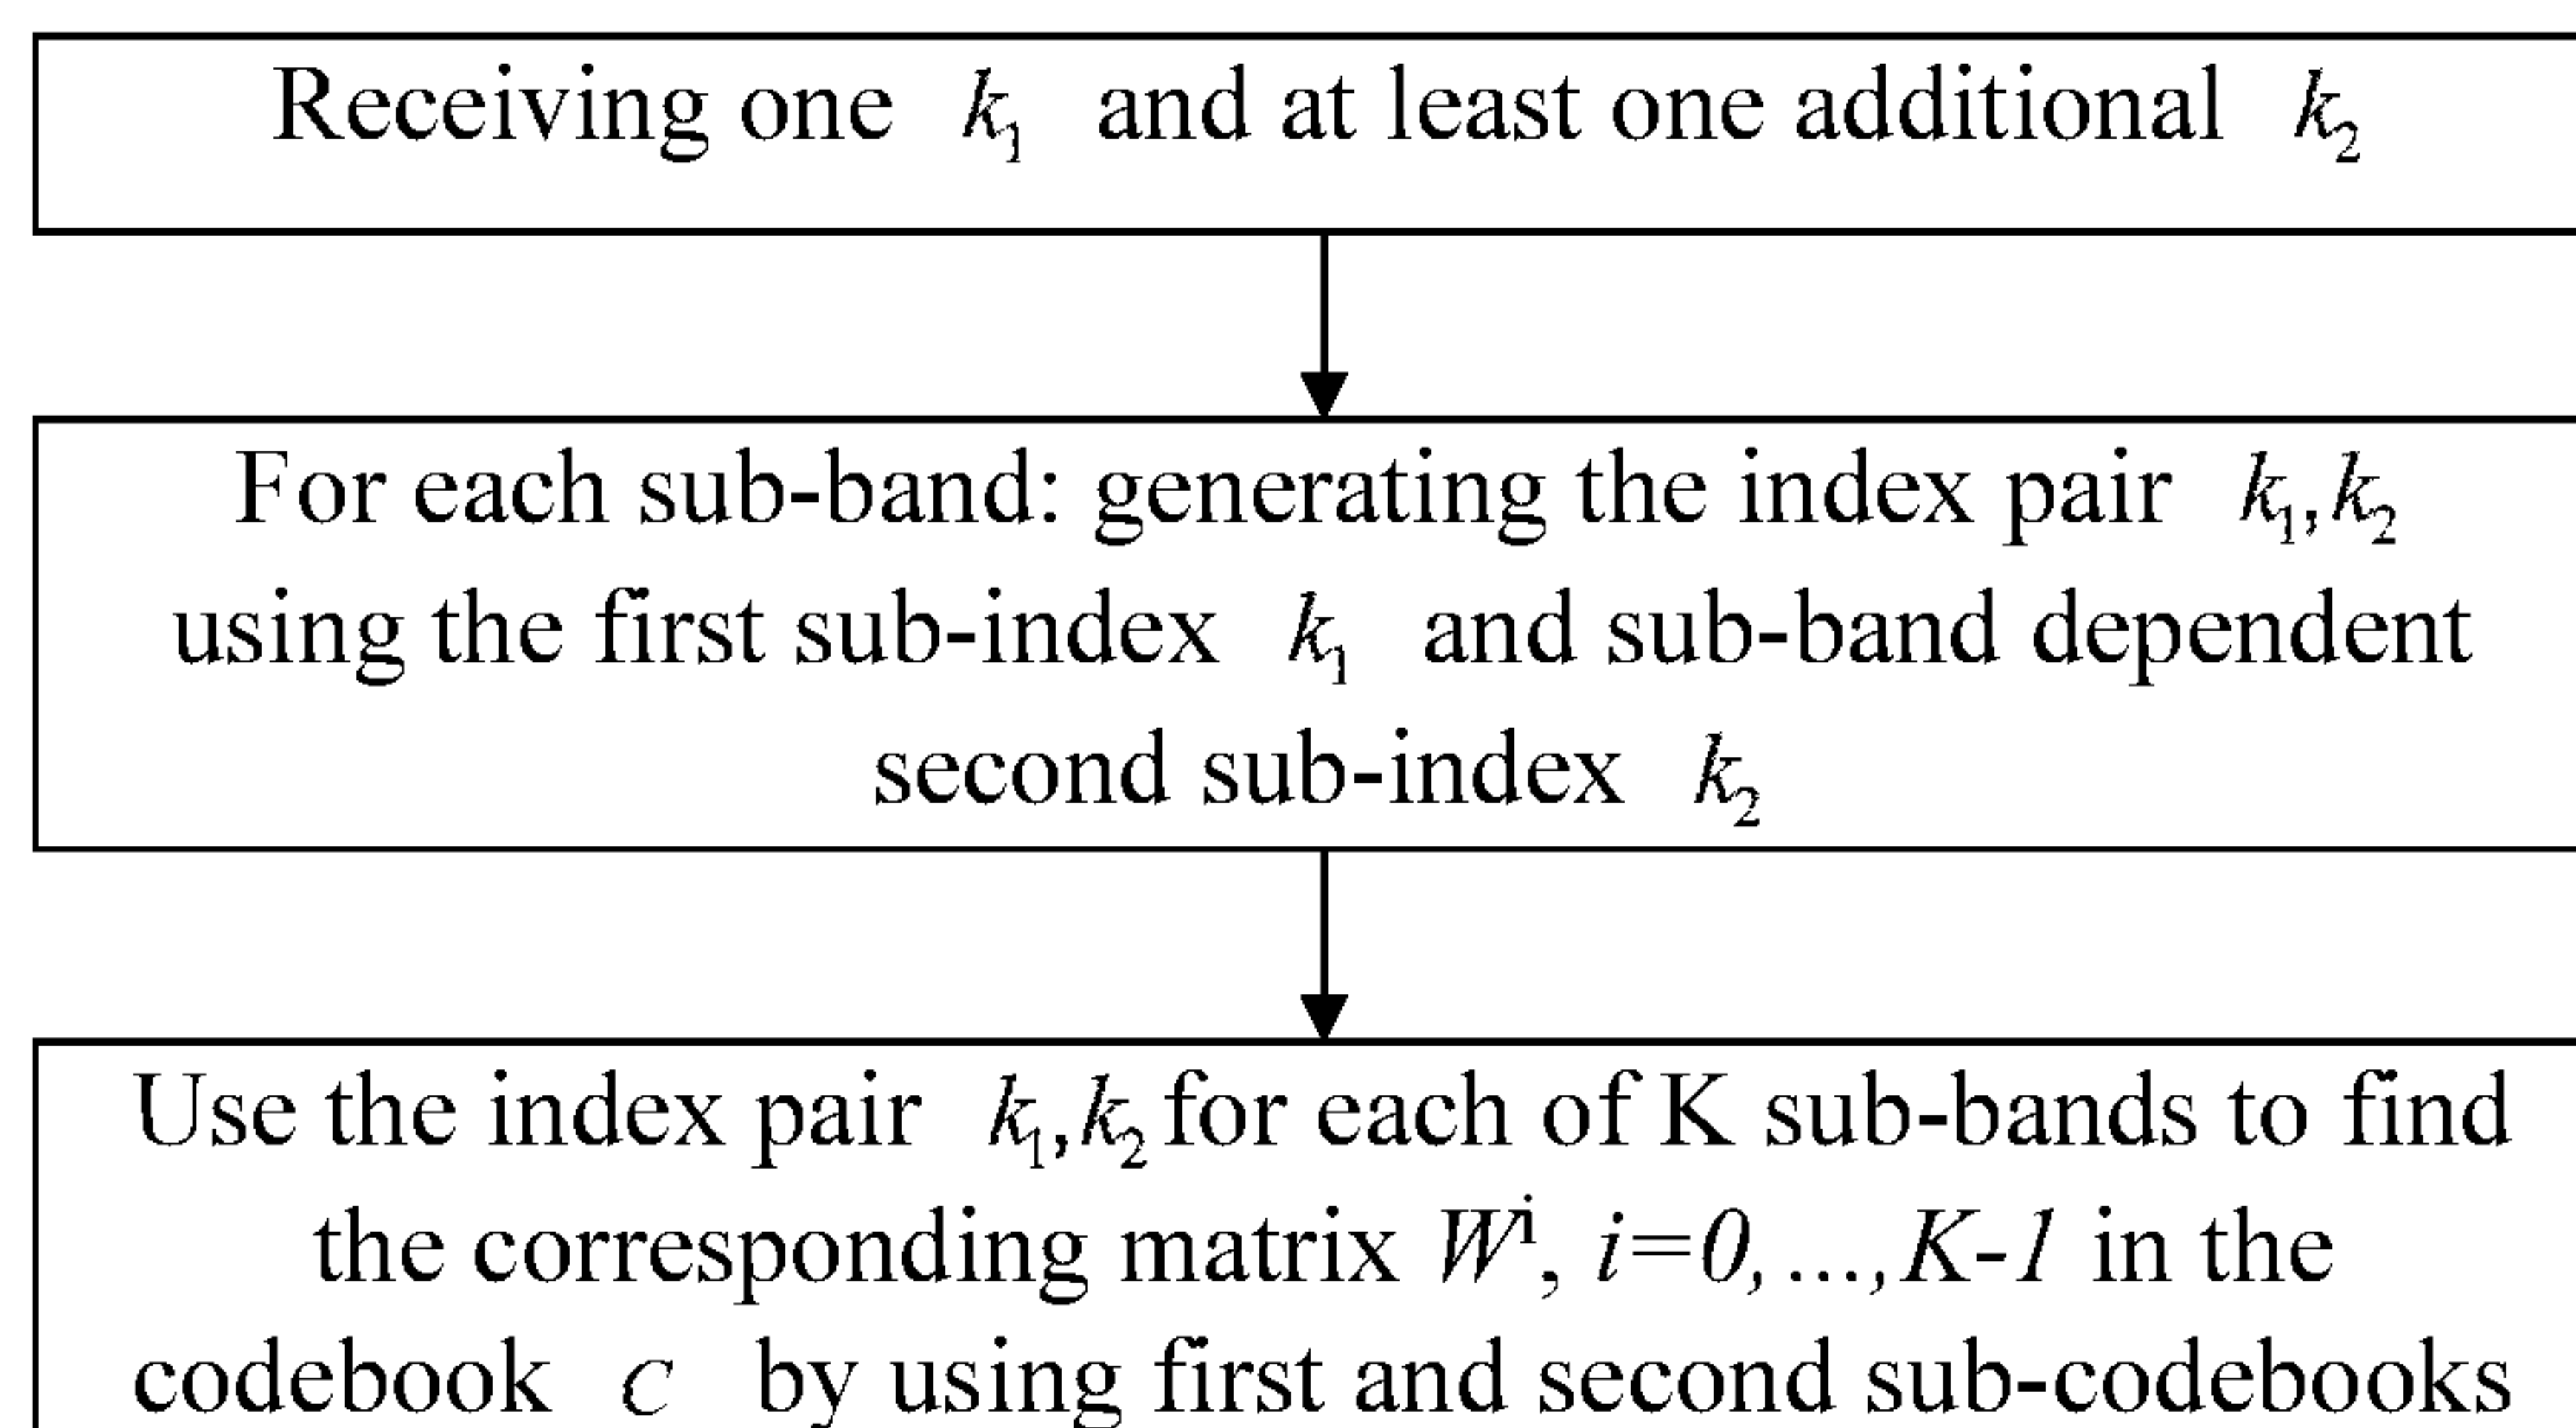 Receiving one k₁ and at least one additional k₂
For each sub-band: generating the index pair k₁,k₂
using the first sub-index k₁ and sub-band dependent
second sub-index k₂
Use the index pair k₁,k₂ for each of K sub-bands to find
the corresponding matrix Wⁱ, i=0,...,K-1 in the
codebook C by using first and second sub-codebooks